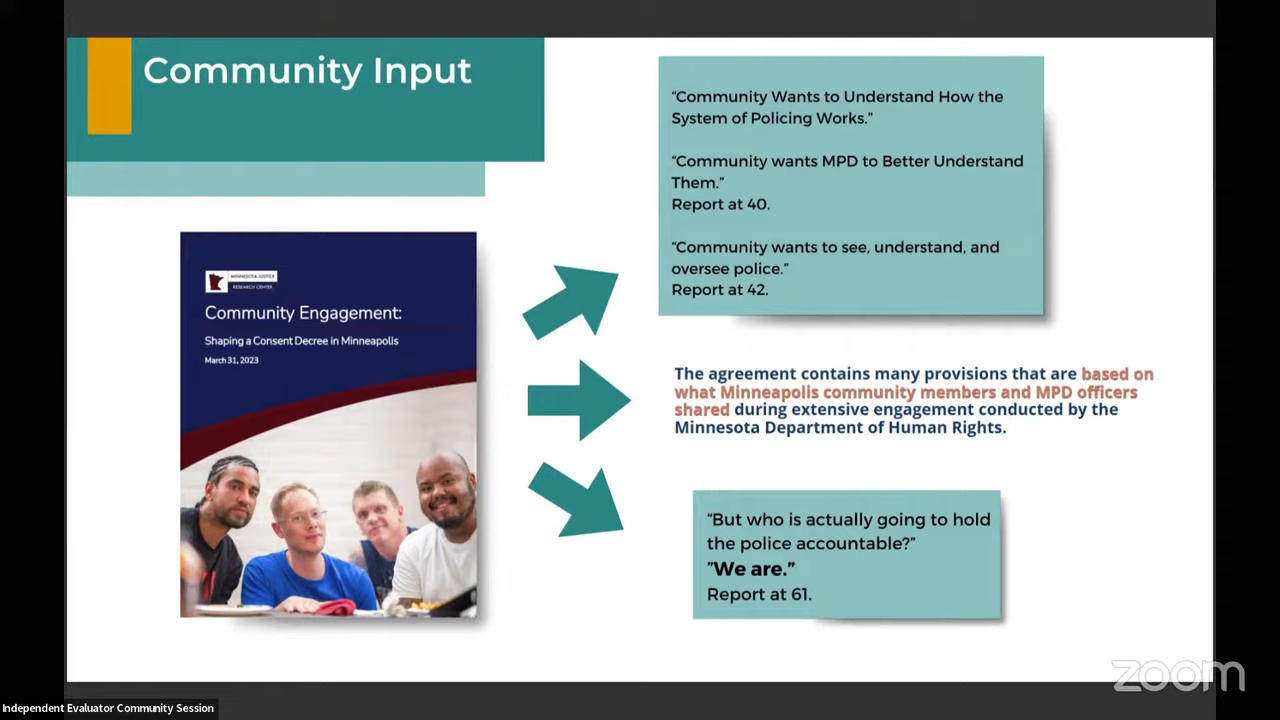 Community Input
"Community Wants to Understand How the
System of Policing Works."
"Community wants MPD to Better Understand
Them."
Report at 40.
"Community wants to see, understand, and
oversee police."
Report at 42.
MINNESOTA JUSTICE
RESEARCH CENTER
Community Engagement:
Shaping a Consent Decree in Minneapolis
March 31, 2023
The agreement contains many provisions that are based on
what Minneapolis community members and MPD officers
shared during extensive engagement conducted by the
Minnesota Department of Human Rights.
"But who is actually going to hold
the police accountable?"
"We are."
Report at 61.
zoom
Independent Evaluator Community Session